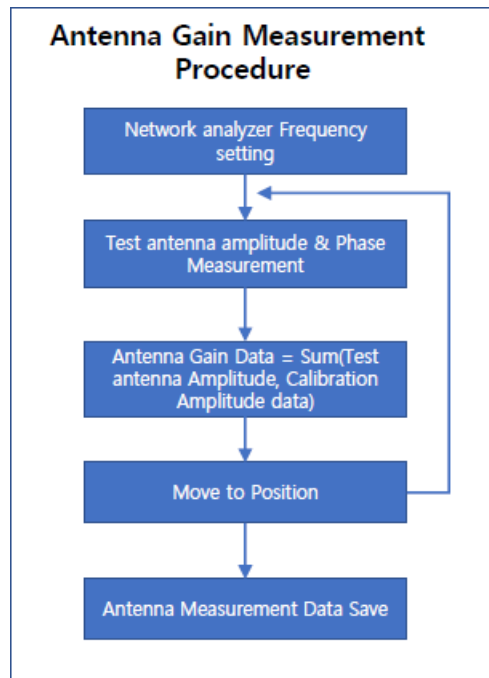 Antenna Gain Measurement
Procedure
Network analyzer Frequency
setting
Test antenna amplitude & Phase
Measurement
Antenna Gain Data = Sum(Test
antenna Amplitude, Calibration
Amplitude data)
Move to Position
Antenna Measurement Data Save